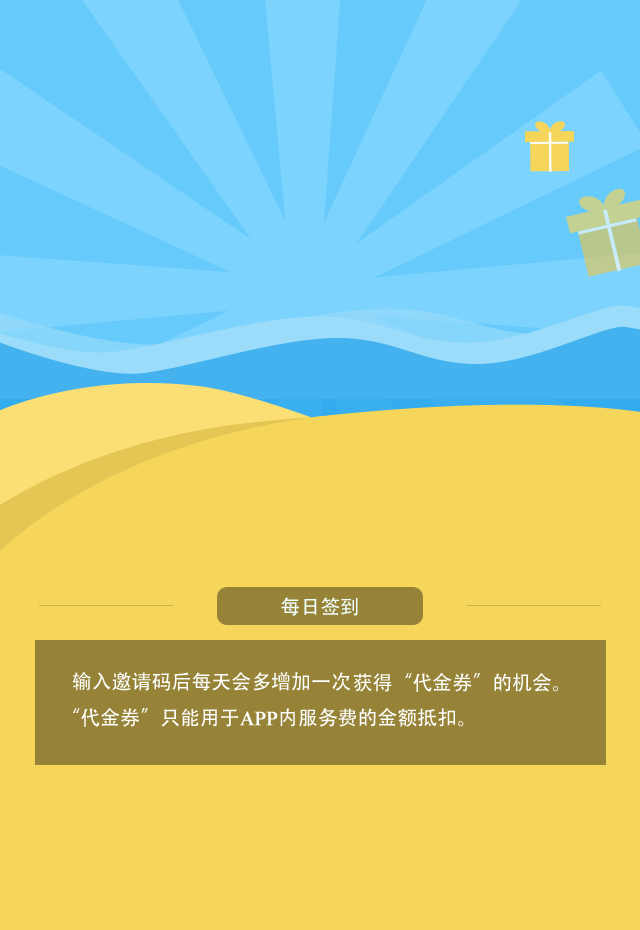 每日签到
输入邀请码后每天会多增加一次获得“代金券”的机会。
“代金券”只能用于APP内服务费的金额抵扣。